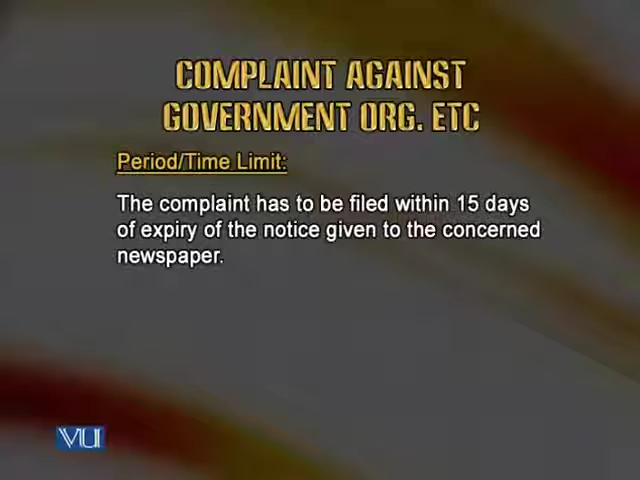 COMPLAINT AGAINST
GOVERNMENT ORG. ETC
Period/Time Limit:
The complaint has to be filed within 15 days
of expiry of the notice given to the concerned
newspaper.
VU